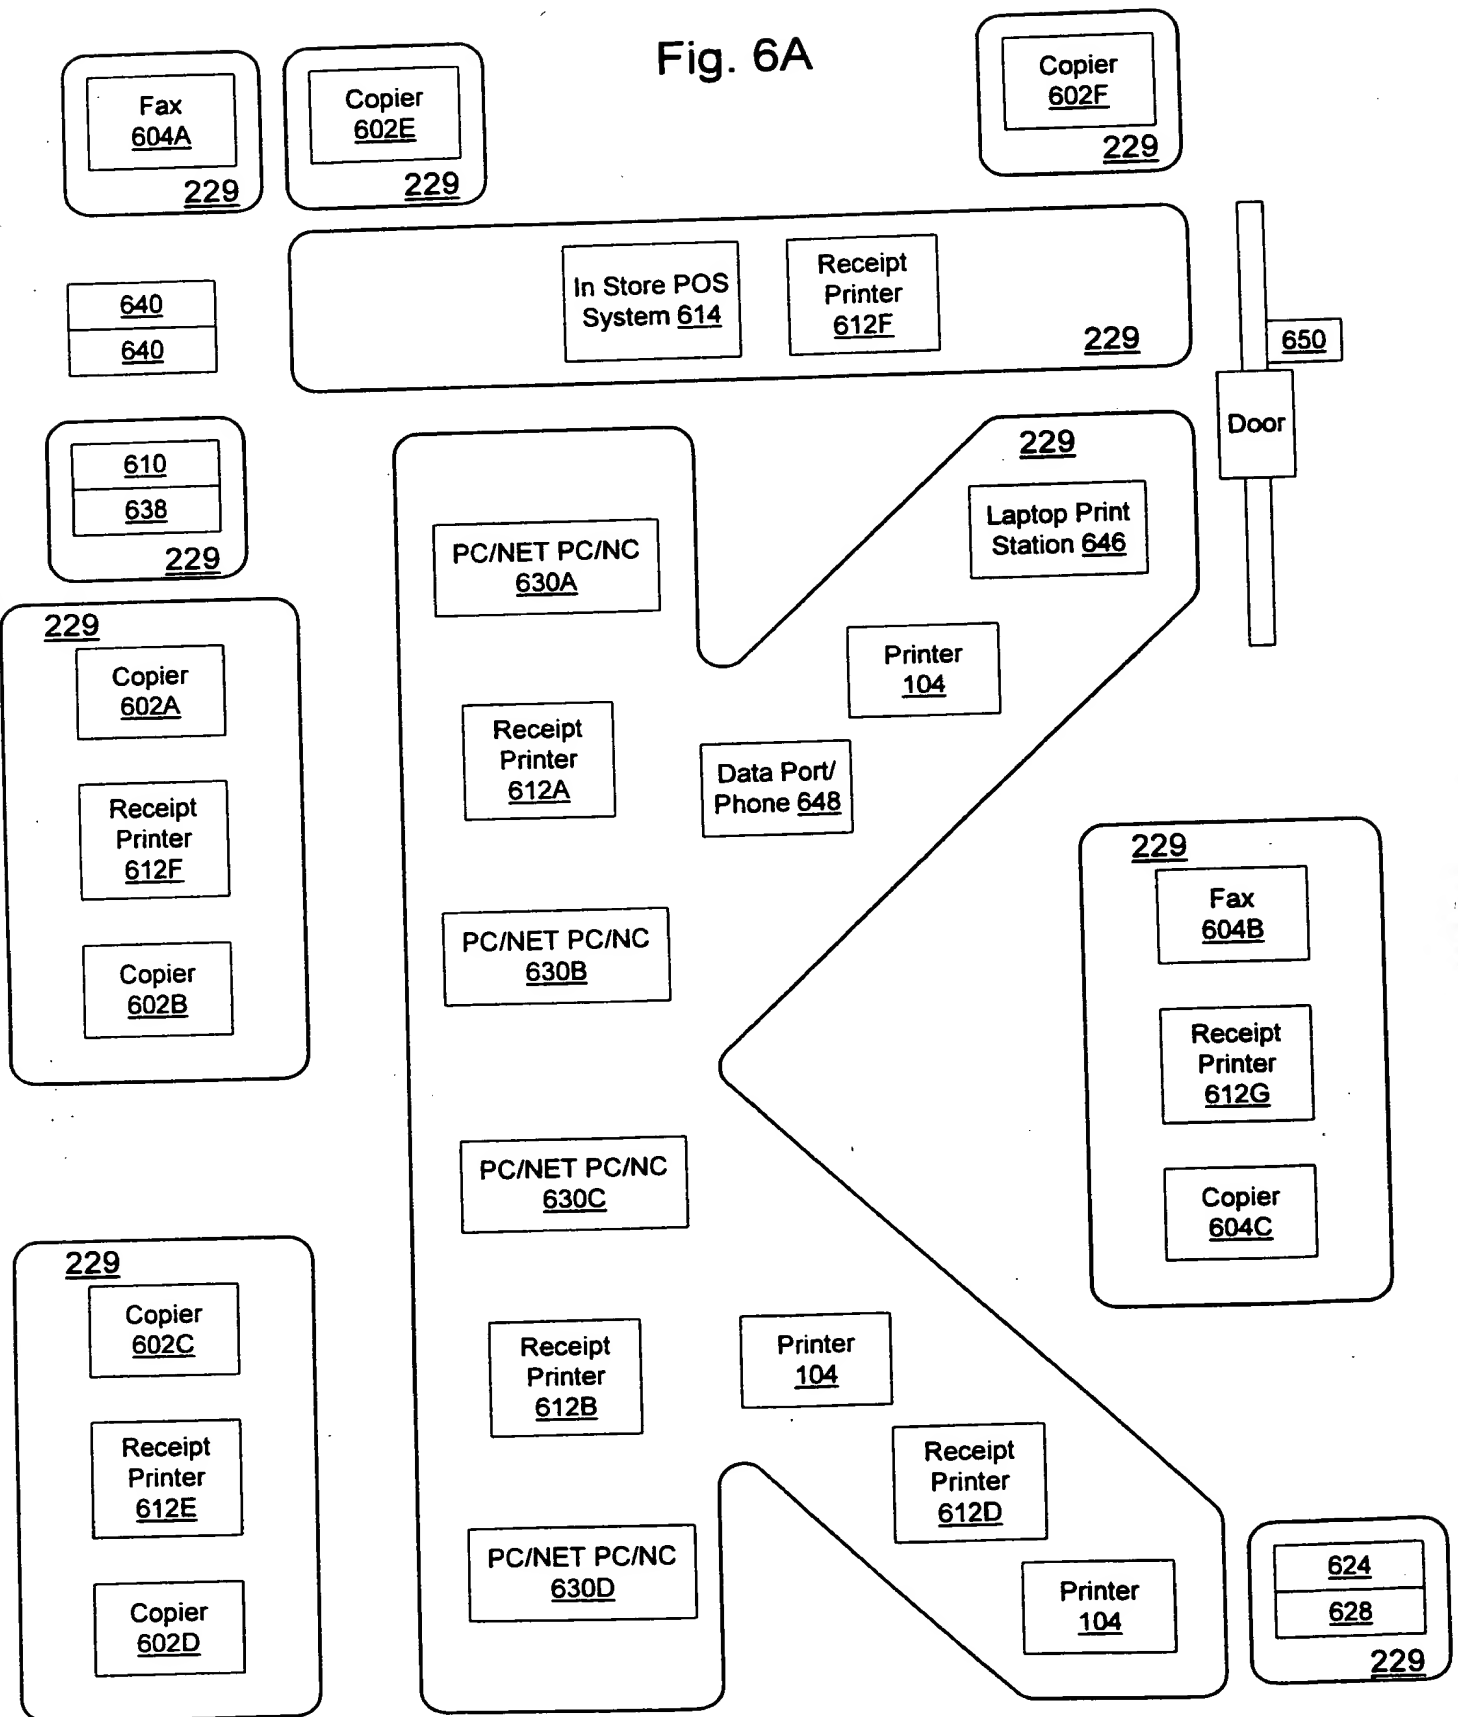 Fig. 6A
Fax
604A
229
Copier
602E
229
Copier
602F
229
In Store POS
System 614
Receipt
Printer
612F
229
640
640
650
Door
610
638
229
229
Copier
602A
Receipt
Printer
612F
Copier
602B
229
Copier
602C
Receipt
Printer
612E
Copier
602D
PC/NET PC/NC
630A
Receipt
Printer
612A
PC/NET PC/NC
630B
PC/NET PC/NC
630C
Receipt
Printer
612B
PC/NET PC/NC
630D
229
Laptop Print
Station 646
Printer
104
Data Port/
Phone 648
Printer
104
Receipt
Printer
612D
Printer
104
229
Fax
604B
Receipt
Printer
612G
Copier
604C
624
628
229